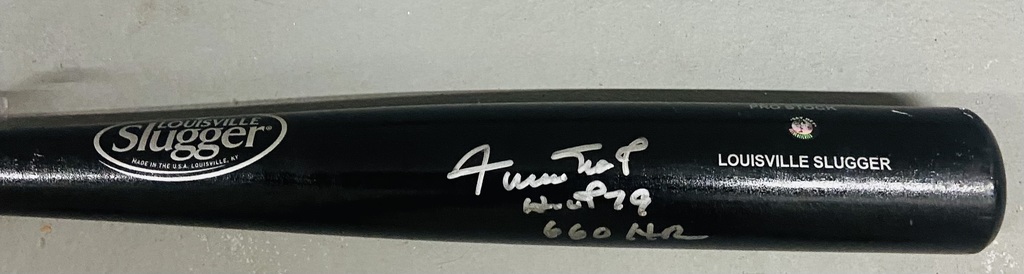 LOUISVILLE
Slugger®
MADE IN THE U.S.A. LOUISVILLE, KY
PRO STOCK
LOUISVILLE SLUGGER
HOF 79
660 HR